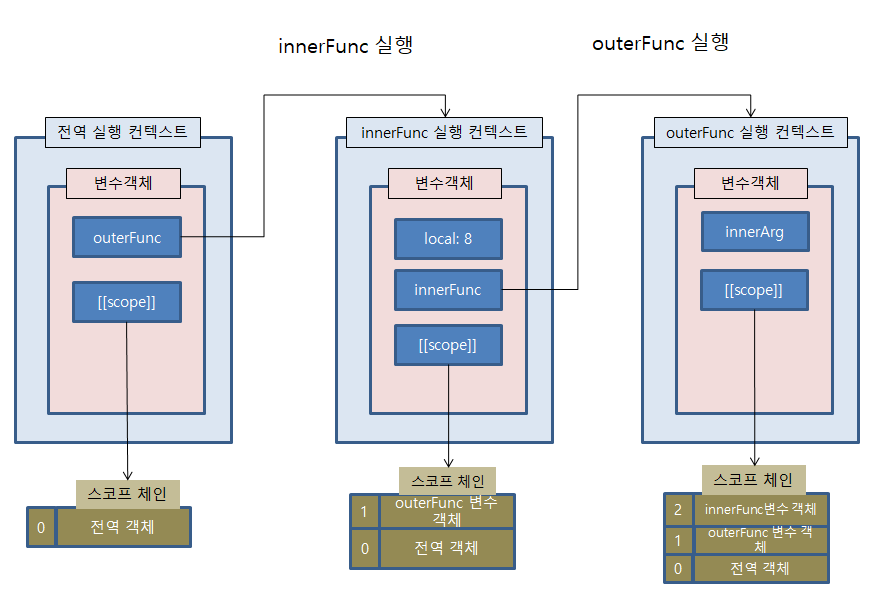 innerFunc 실행
outerFunc 실행
전역 실행 컨텍스트
변수객체
outerFunc
[[scope]]
스코프 체인
0
전역 객체
innerFunc 실행 컨텍스트
변수객체
local: 8
innerFunc
[[scope]]
스코프 체인
1
outerFunc 변수
객체
0
전역 객체
outerFunc 실행 컨텍스트
변수객체
innerArg
[[scope]]
스코프 체인
2
innerFunc변수 객체
1
outerFunc 변수 객
체
0
전역 객체